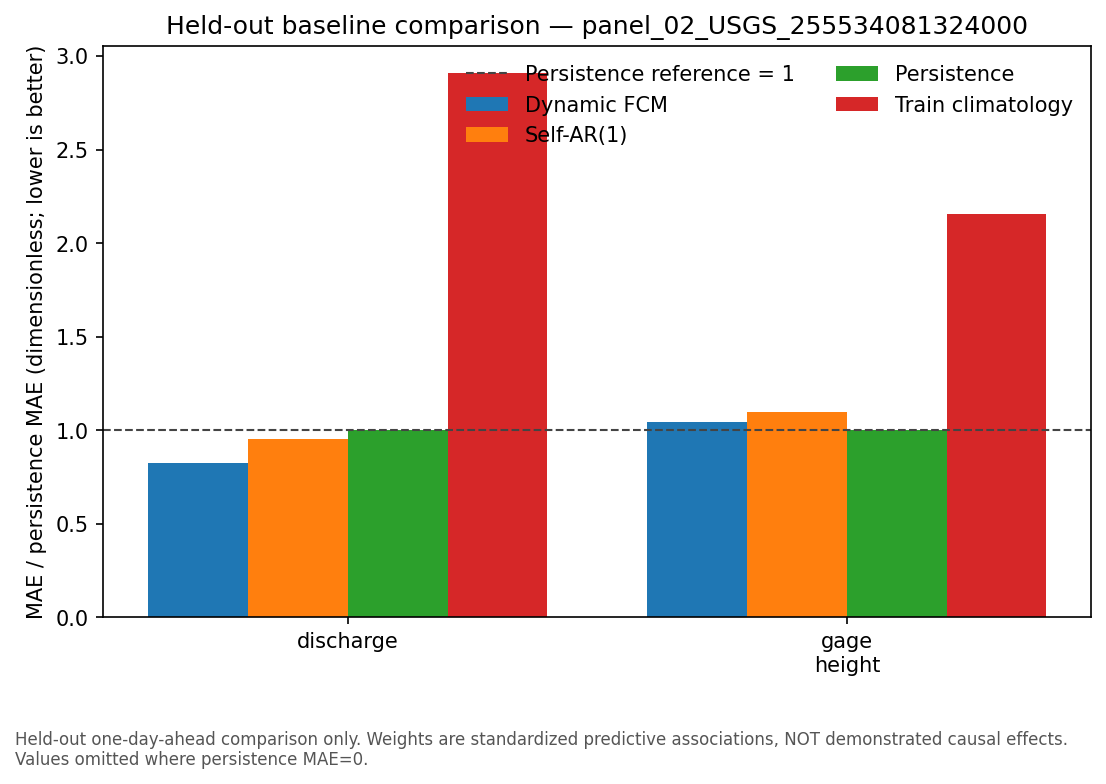 Held-out baseline comparison — panel_02_USGS_255534081324000
MAE / persistence MAE (dimensionless; lower is better)
3.0
2.5
2.0
1.5
1.0
0.5
0.0
Persistence reference = 1
Dynamic FCM
Self-AR(1)
Persistence
Train climatology
discharge
gage
height
Held-out one-day-ahead comparison only. Weights are standardized predictive associations, NOT demonstrated causal effects.
Values omitted where persistence MAE=0.